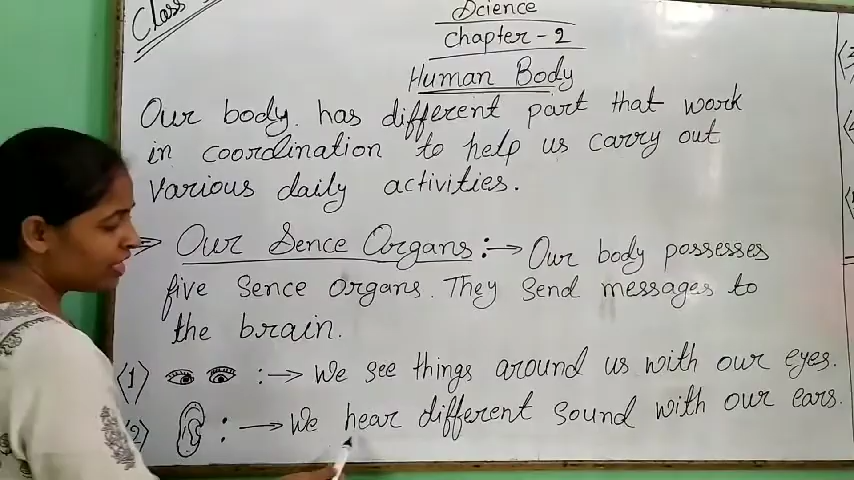 Class
Science
Chapter - 2
Human Body
Our body has different part that work
in coordination to help us carry out
various daily activities.
Our Sence Organs :→ Our body possesses
five sence organs. They send messages to
the brain.
(1) :→ We see things around us with our eyes.
(2) :→ We hear different sound with our ears.